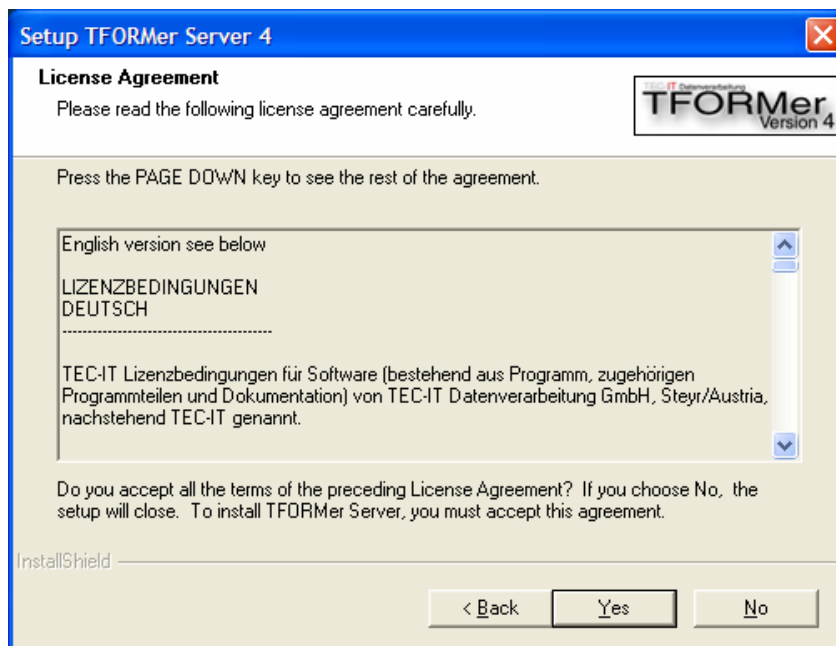 Setup TFORMer Server 4
License Agreement
Please read the following license agreement carefully.
TEC-IT Datenverarbeitung
TFORMer
Version 4
Press the PAGE DOWN key to see the rest of the agreement.
English version see below
LIZENZBEDINGUNGEN
DEUTSCH
------------------------------------------
TEC-IT Lizenzbedingungen für Software (bestehend aus Programm, zugehörigen
Programmteilen und Dokumentation) von TEC-IT Datenverarbeitung GmbH, Steyr/Austria,
nachstehend TEC-IT genannt.
Do you accept all the terms of the preceding License Agreement? If you choose No, the
setup will close. To install TFORMer Server, you must accept this agreement.
InstallShield
< Back
Yes
No